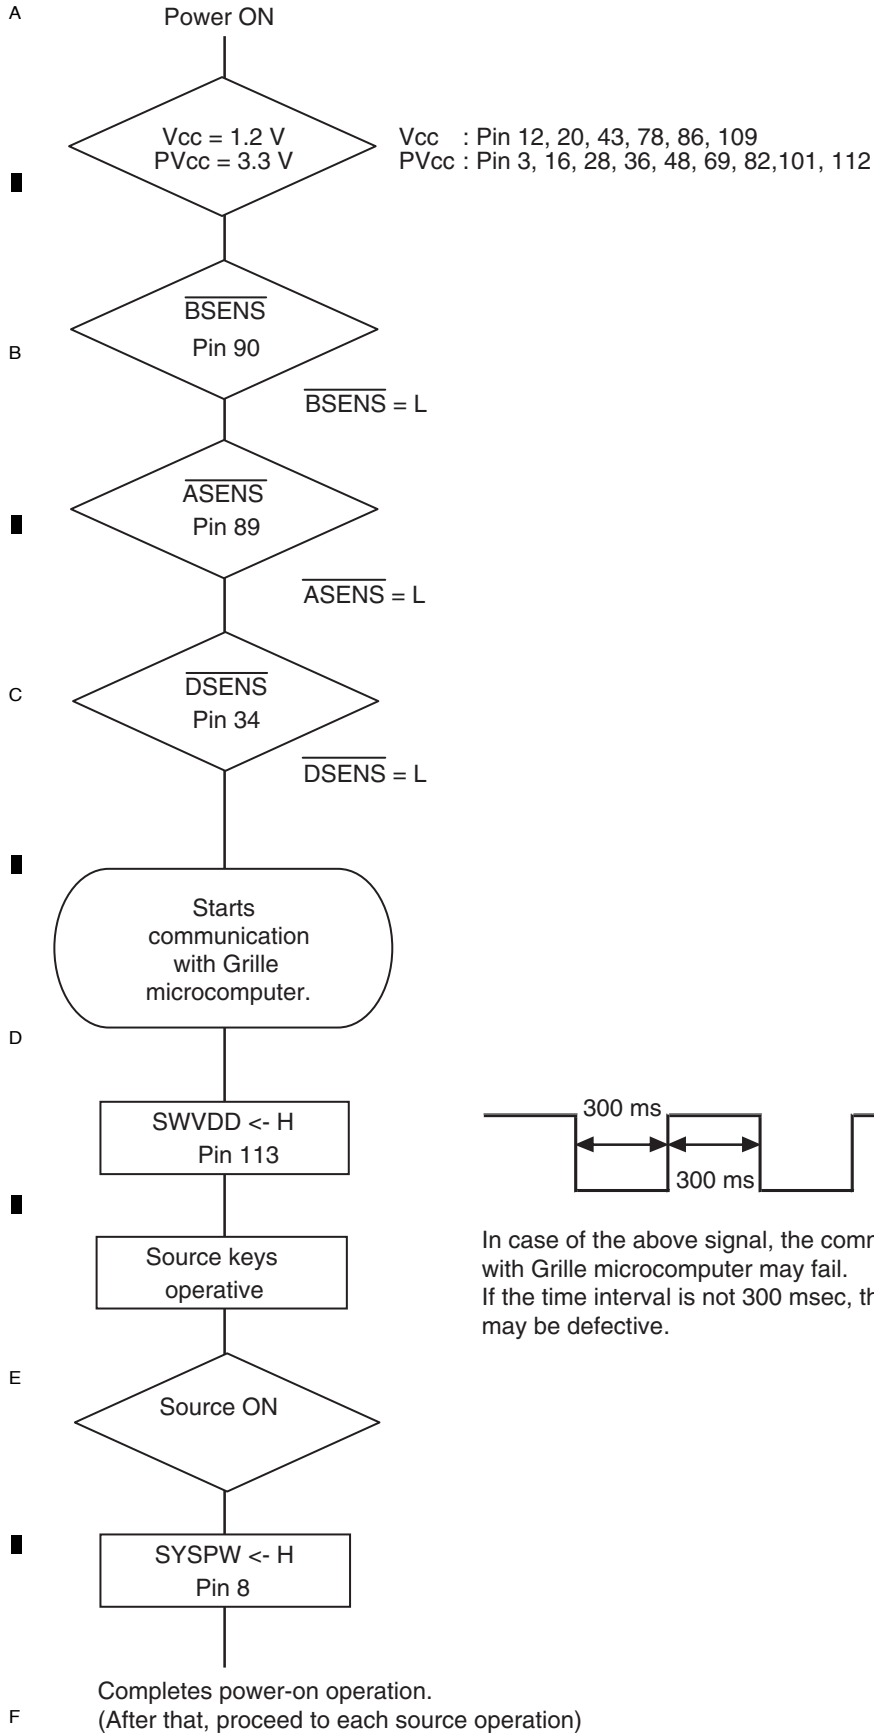 A
Power ON
Vcc = 1.2 V
PVcc = 3.3 V
Vcc : Pin 12, 20, 43, 78, 86, 109
PVcc : Pin 3, 16, 28, 36, 48, 69, 82,101, 112
BSENS
Pin 90
B
BSENS = L
ASENS
Pin 89
ASENS = L
DSENS
Pin 34
C
DSENS = L
Starts
communication
with Grille
microcomputer.
D
SWVDD <- H
Pin 113
300 ms
300 ms
In case of the above signal, the
with Grille microcomputer may fail.
If the time interval is not 300 msec,
may be defective.
Source keys
operative
E
Source ON
SYSPW <- H
Pin 8
Completes power-on operation.
F
(After that, proceed to each source operation)